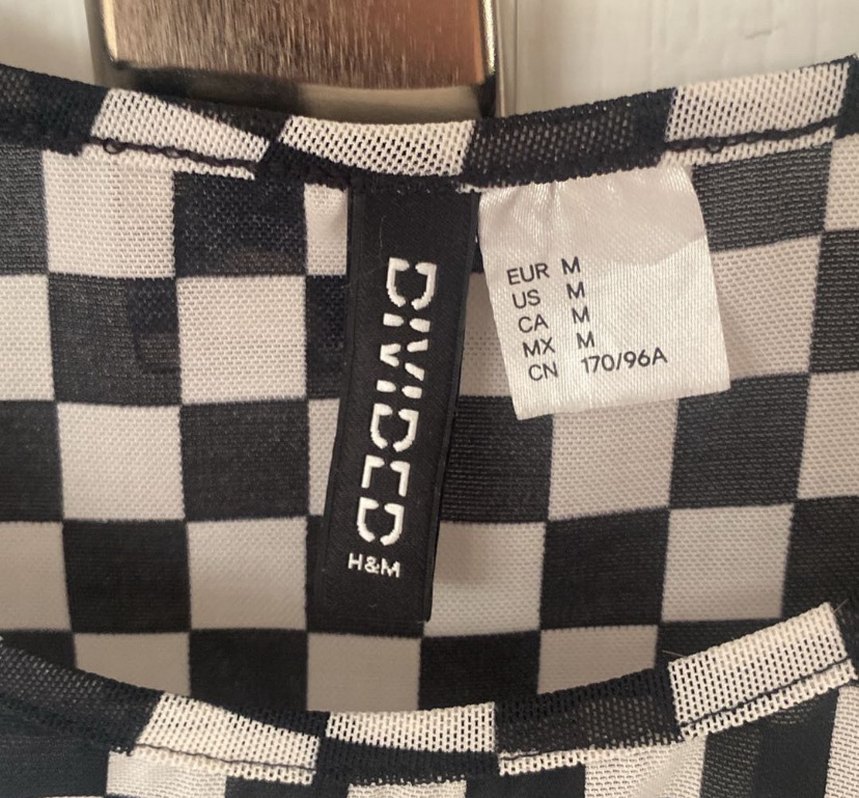 DIVIDED
H&M
EUR M
US M
CA M
MX M
CN 170/96A